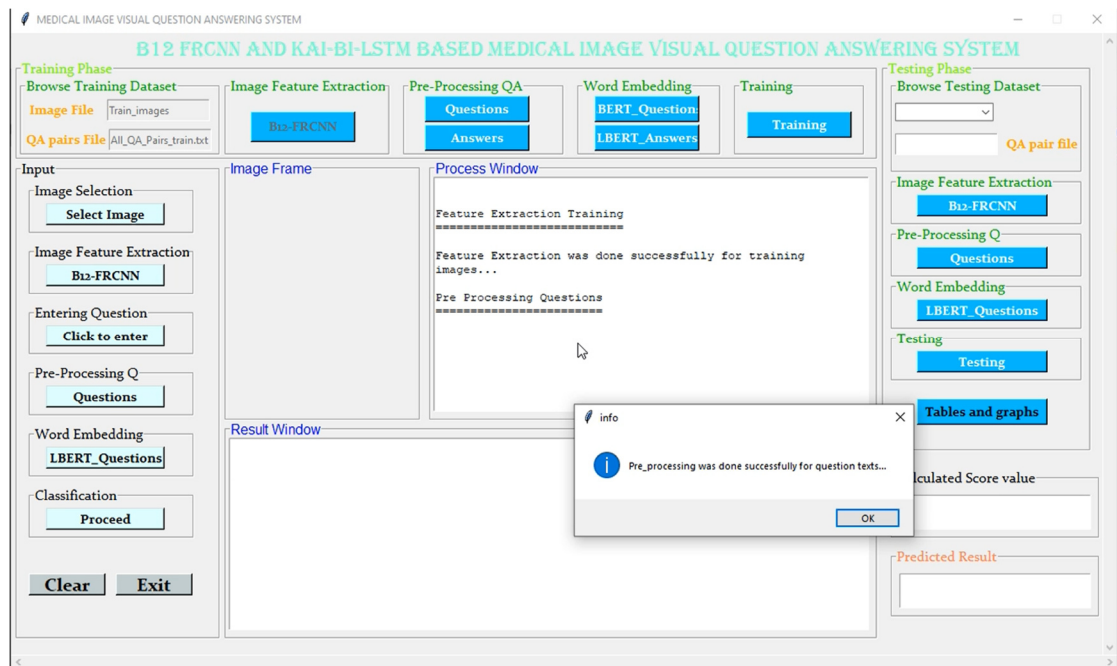 MEDICAL IMAGE VISUAL QUESTION ANSWERING SYSTEM
B12 FRCNN AND KAI-BI-LSTM BASED MEDICAL IMAGE VISUAL QUESTION ANSWERING SYSTEM
Training Phase
Browse Training Dataset
Image File Train_images
QA pairs File All_QA_Pairs_train.txt
Image Feature Extraction
B12-FRCNN
Pre-Processing QA
Questions
Answers
Word Embedding
BERT_Question
LBERT_Answers
Training
Training
Testing Phase
Browse Testing Dataset
QA pair file
Image Feature Extraction
B12-FRCNN
Pre-Processing Q
Questions
Word Embedding
LBERT_Questions
Testing
Testing
Tables and graphs
Input
Image Selection
Select Image
Image Feature Extraction
B12-FRCNN
Entering Question
Click to enter
Pre-Processing Q
Questions
Word Embedding
LBERT_Questions
Classification
Proceed
Clear Exit
Image Frame
Process Window
Feature Extraction Training
===========================
Feature Extraction was done successfully for training
images...
Pre Processing Questions
========================
Result Window
info
Pre_processing was done successfully for question texts...
OK
lculated Score value
Predicted Result